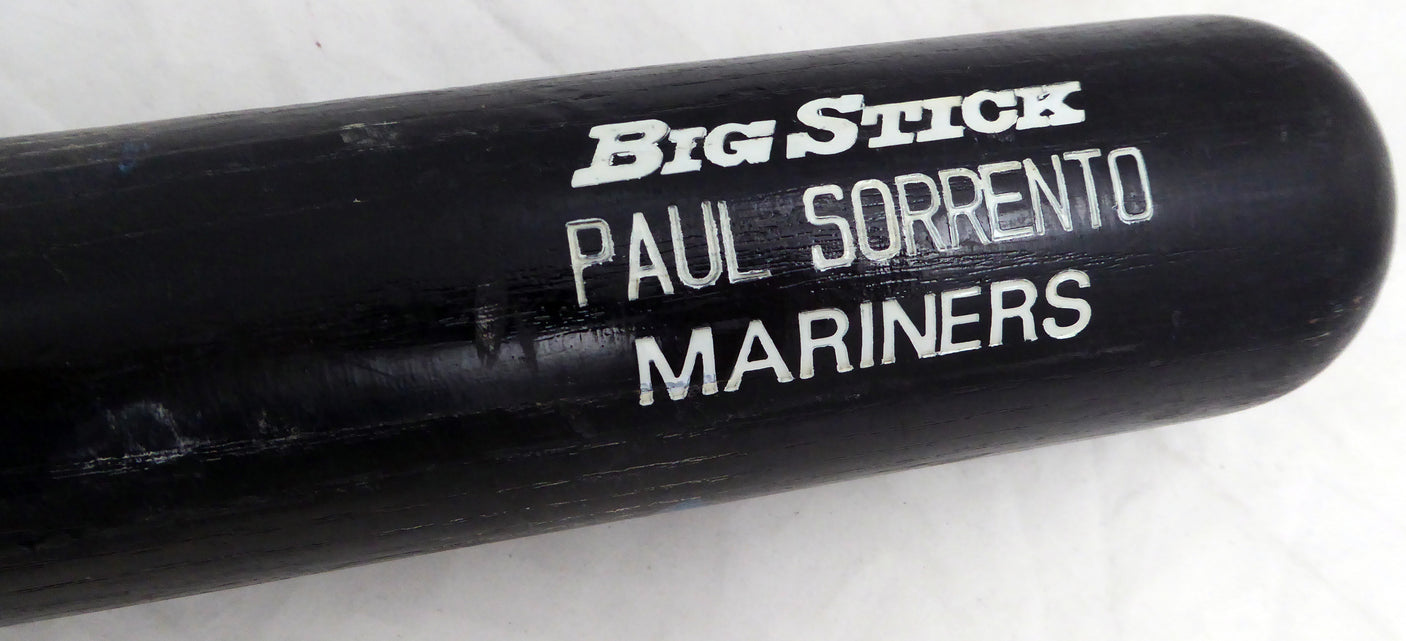 BIG STICK
PAUL SORRENTO
MARINERS